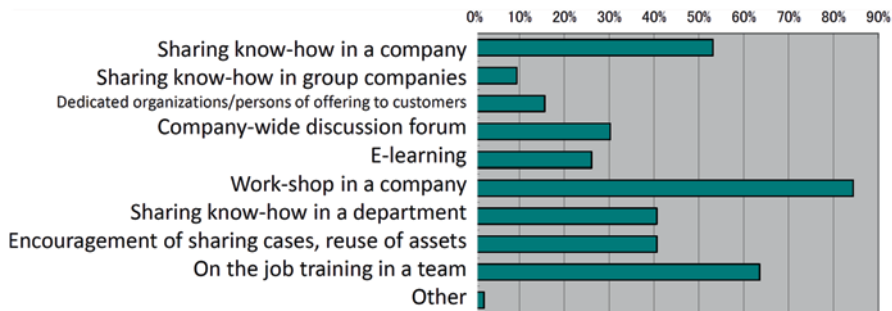 0% 10% 20% 30% 40% 50% 60% 70% 80% 90%
Sharing know-how in a company
Sharing know-how in group companies
Dedicated organizations/persons of offering to customers
Company-wide discussion forum
E-learning
Work-shop in a company
Sharing know-how in a department
Encouragement of sharing cases, reuse of assets
On the job training in a team
Other